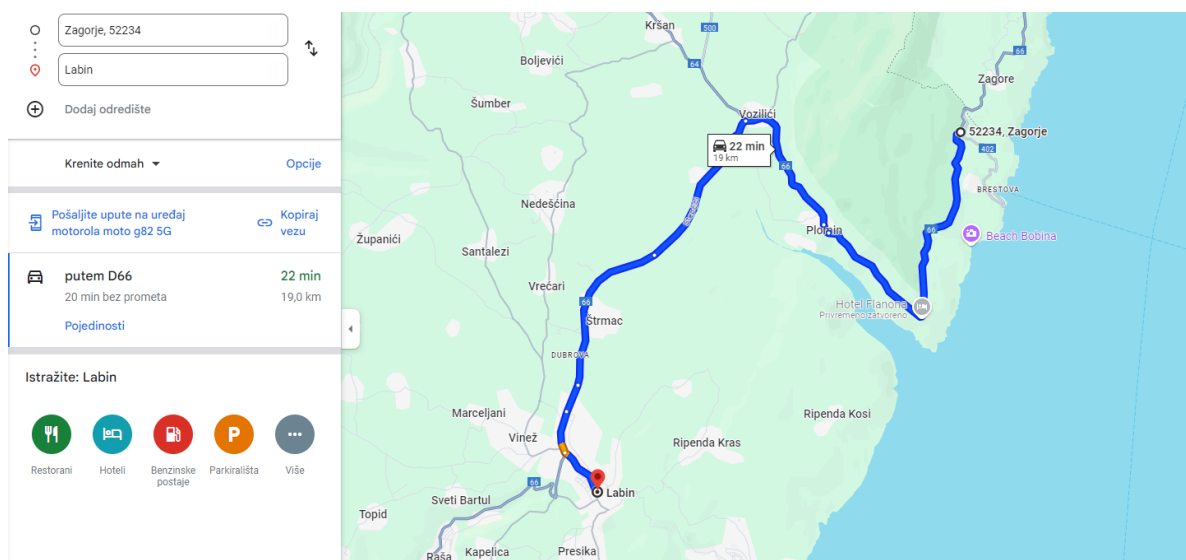 Zagorje, 52234
Labin
Dodaj odredište
Krenite odmah
Opcije
Pošaljite upute na uređaj
motorola moto g82 5G
Kopiraj
vezu
putem D66
22 min
20 min bez prometa
19,0 km
Pojedinosti
Istražite: Labin
P
Restorani
Hoteli
Benzinske
postaje
Parkirališta
Više
Kršan
500
66
Boljevići
64
Zagore
Šumber
Vozilići
52234, Zagorje
22 min
19 km
402
66
BRESTOVA
Nedešćina
Plomin
66
Beach Bobina
Županići
Santalezi
Vrećari
Hotel Flanona
Privremeno zatvoreno
66
Štrmac
DUBROVA
Marceljani
Ripenda Kosi
Vinež
Ripenda Kras
66
Labin
Sveti Bartul
Topid
Presika
Raša
Kapelica